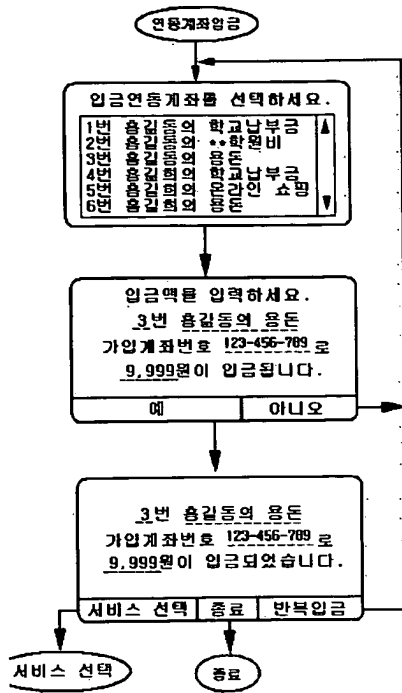 연동계좌입금
입금연동계좌를 선택하세요.
1번 홍길동의 학교납부금
2번 홍길동의 **학원비
3번 홍길동의 용돈
4번 홍길희의 학교납부금
5번 홍길희의 온라인 쇼핑
6번 홍길희의 용돈
입금액을 입력하세요.
3번 홍길동의 용돈
가입계좌번호 123-456-789 로
9,999원이 입금됩니다.
예 아니오
3번 홍길동의 용돈
가입계좌번호 123-456-789 로
9,999원이 입금되었습니다.
서비스 선택 종료 반복입금
서비스 선택 종료